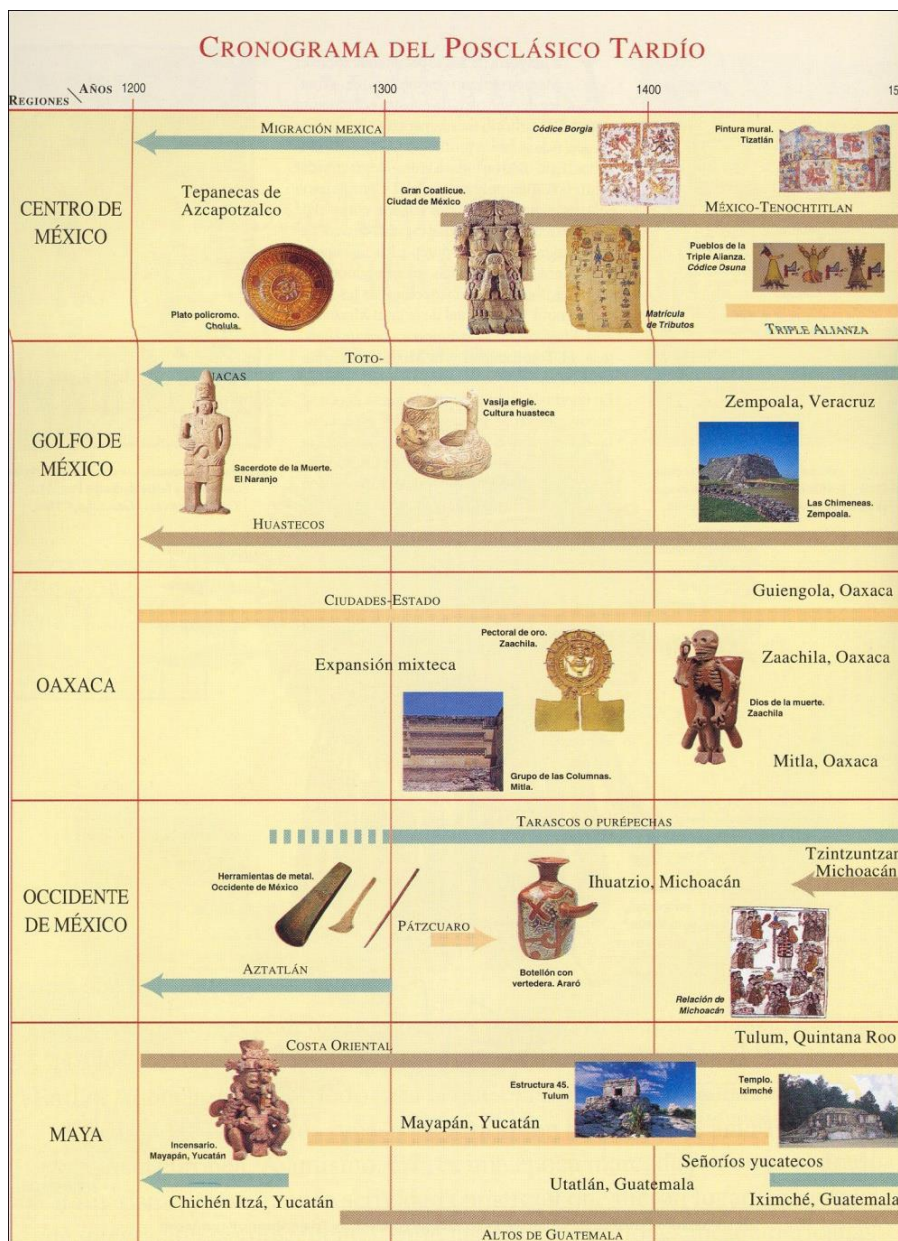 CRONOGRAMA DEL POSCLÁSICO TARDÍO
AÑOS
REGIONES
1200
1300
1400
CENTRO DE
MÉXICO
MIGRACIÓN MEXICA
Códice Borgia
Pintura mural.
Tizatlán
Tepanecas de
Azcapotzalco
Gran Coatlicue.
Ciudad de México
MÉXICO-TENOCHTITLAN
Pueblos de la
Triple Alianza.
Códice Osuna
Plato policromo.
Cholula.
Matrícula
de Tributos
TRIPLE ALIANZA
GOLFO DE
MÉXICO
TOTO-
NACAS
Vasija efigie.
Cultura huasteca
Zempoala, Veracruz
Sacerdote de la Muerte.
El Naranjo
Las Chimeneas.
Zempoala.
HUASTECOS
OAXACA
CIUDADES-ESTADO
Guiengola, Oaxaca
Pectoral de oro.
Zaachila.
Expansión mixteca
Zaachila, Oaxaca
Dios de la muerte.
Zaachila
Grupo de las Columnas.
Mitla.
Mitla, Oaxaca
OCCIDENTE
DE MÉXICO
TARASCOS O PURÉPECHAS
Tzintzuntzan
Michoacán
Herramientas de metal.
Occidente de México
Ihuatzio, Michoacán
PÁTZCUARO
AZTATLÁN
Botellón con
vertedera. Araró
Relación de
Michoacán
MAYA
COSTA ORIENTAL
Tulum, Quintana Roo
Estructura 45.
Tulum
Templo.
Iximché
Mayapán, Yucatán
Incensario.
Mayapán, Yucatán
Señoríos yucatecos
Utatlán, Guatemala
Chichén Itzá, Yucatán
Iximché, Guatemala
ALTOS DE GUATEMALA